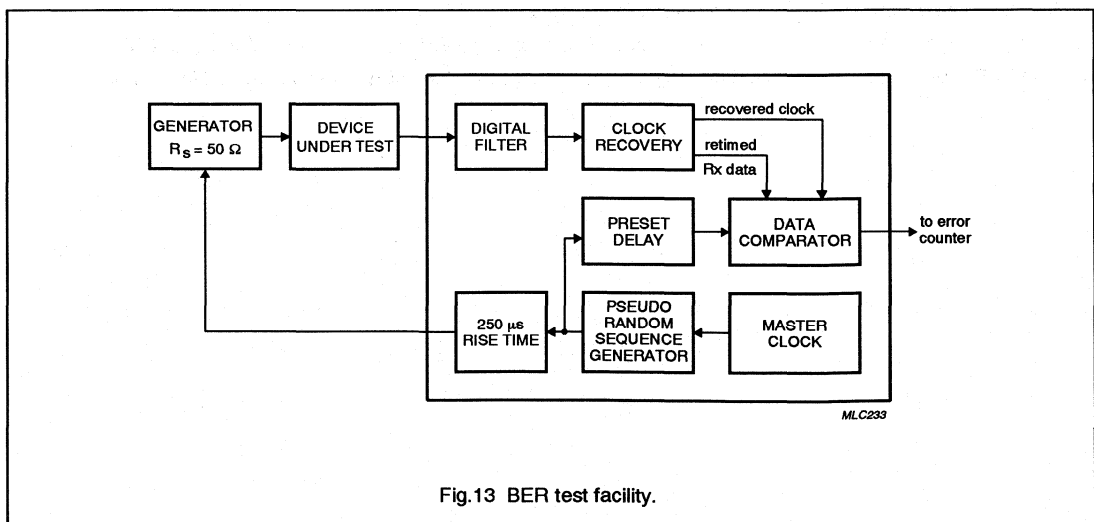 GENERATOR
RS = 50 Ω
DEVICE
UNDER TEST
DIGITAL
FILTER
CLOCK
RECOVERY
recovered clock
retimed
Rx data
PRESET
DELAY
DATA
COMPARATOR
to error
counter
250 μs
RISE TIME
PSEUDO
RANDOM
SEQUENCE
GENERATOR
MASTER
CLOCK
MLC233
Fig.13 BER test facility.